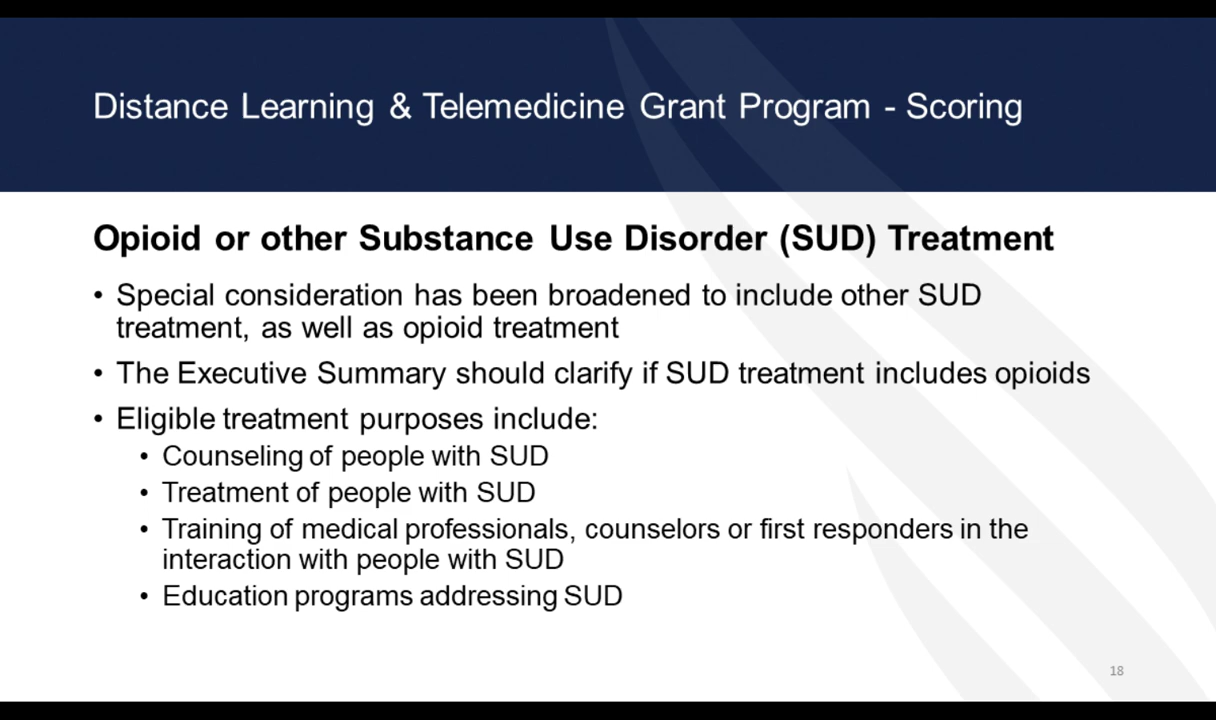 Distance Learning & Telemedicine Grant Program - Scoring
Opioid or other Substance Use Disorder (SUD) Treatment
• Special consideration has been broadened to include other SUD
treatment, as well as opioid treatment
• The Executive Summary should clarify if SUD treatment includes opioids
• Eligible treatment purposes include:
• Counseling of people with SUD
• Treatment of people with SUD
• Training of medical professionals, counselors or first responders in the
interaction with people with SUD
• Education programs addressing SUD
18